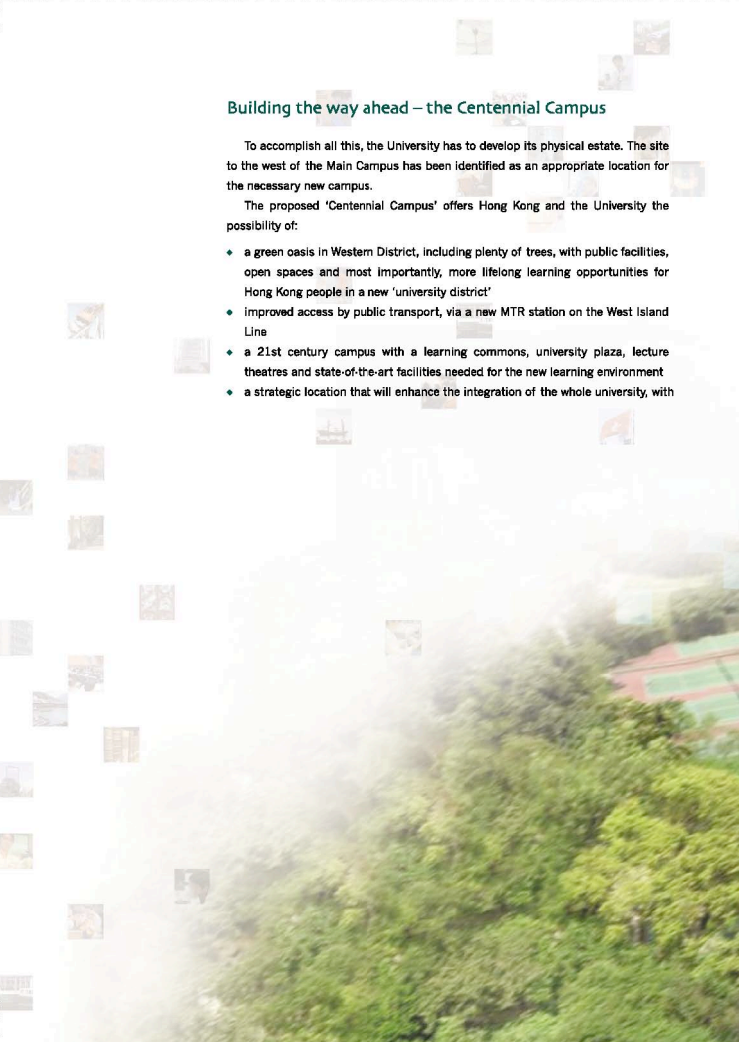 Building the way ahead – the Centennial Campus
To accomplish all this, the University has to develop its physical estate. The site
to the west of the Main Campus has been identified as an appropriate location for
the necessary new campus.
The proposed ‘Centennial Campus’ offers Hong Kong and the University the
possibility of:
◆ a green oasis in Western District, including plenty of trees, with public facilities,
open spaces and most importantly, more lifelong learning opportunities for
Hong Kong people in a new ‘university district’
◆ improved access by public transport, via a new MTR station on the West Island
Line
◆ a 21st century campus with a learning commons, university plaza, lecture
theatres and state-of-the-art facilities needed for the new learning environment
◆ a strategic location that will enhance the integration of the whole university, with